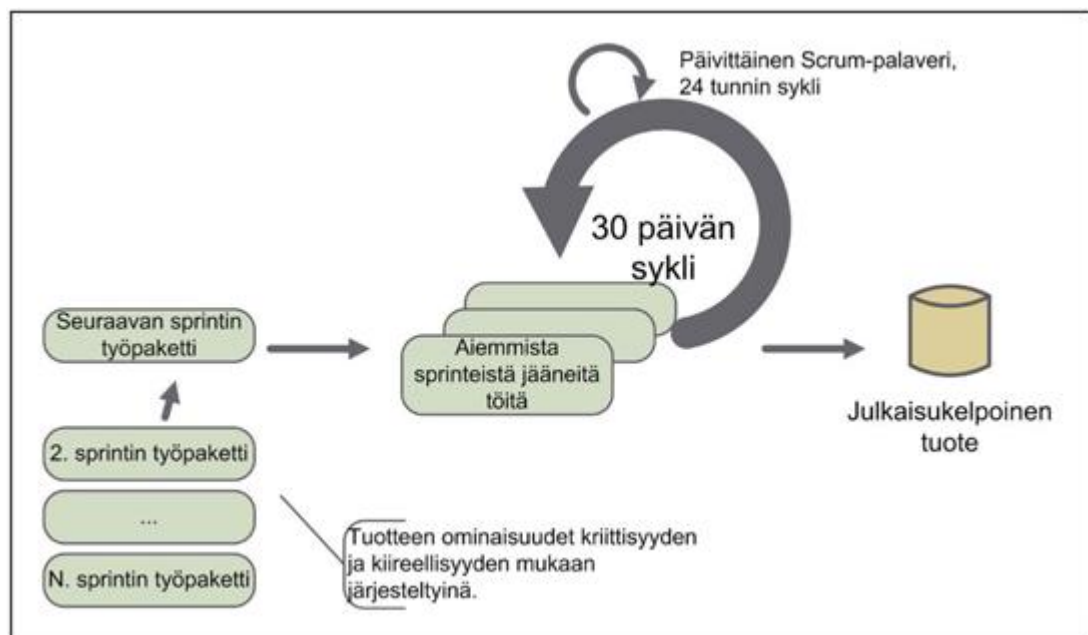 Päivittäinen Scrum-palaveri,
24 tunnin sykli
30 päivän
sykli
Seuraavan sprintin
työpaketti
Aiemmista
sprinteistä jääneitä
töitä
Julkaisukelpoinen
tuote
2. sprintin työpaketti
...
N. sprintin työpaketti
Tuotteen ominaisuudet kriittisyyden
ja kiireellisyyden mukaan
järjesteltyinä.